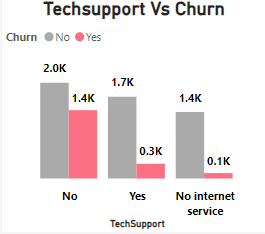 Techsupport Vs Churn
Churn No Yes
2.0K
1.4K
1.7K
0.3K
1.4K
0.1K
No Yes No internet
service
TechSupport